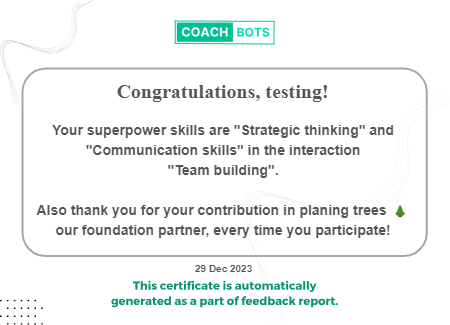 COACH BOTS
Congratulations, testing!
Your superpower skills are "Strategic thinking" and
"Communication skills" in the interaction
"Team building".
Also thank you for your contribution in planing trees 🌲
our foundation partner, every time you participate!
29 Dec 2023
This certificate is automatically
generated as a part of feedback report.